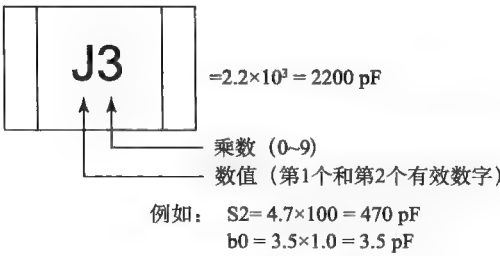 J3
=2.2×10³ = 2200 pF
乘数（0~9）
数值（第1个和第2个有效数字）
例如： S2= 4.7×100 = 470 pF
b0 = 3.5×1.0 = 3.5 pF